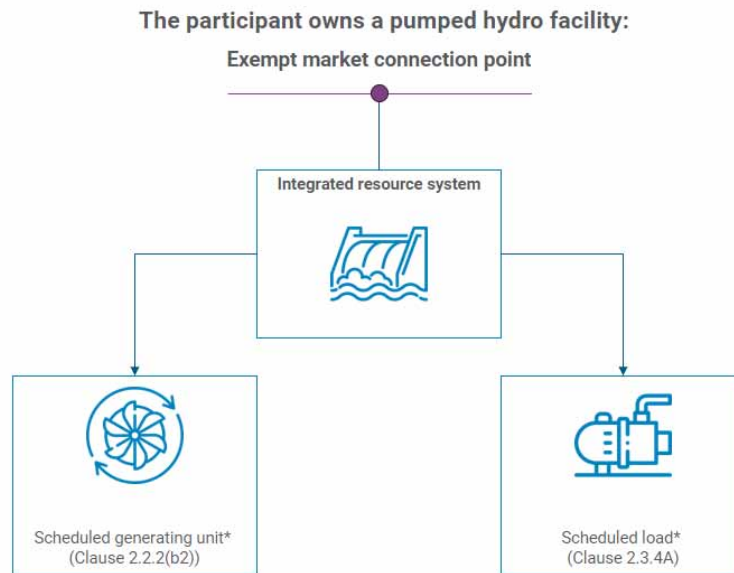 The participant owns a pumped hydro facility:
Exempt market connection point
Integrated resource system
Scheduled generating unit*
(Clause 2.2.2(b2))
Scheduled load*
(Clause 2.3.4A)